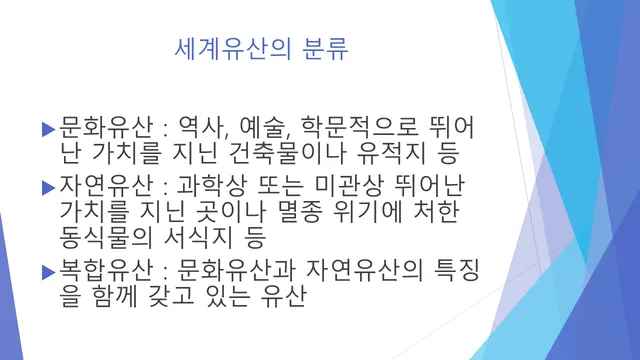 세계유산의 분류
▶문화유산 : 역사, 예술, 학문적으로 뛰어
난 가치를 지닌 건축물이나 유적지 등
▶자연유산 : 과학상 또는 미관상 뛰어난
가치를 지닌 곳이나 멸종 위기에 처한
동식물의 서식지 등
▶복합유산 : 문화유산과 자연유산의 특징
을 함께 갖고 있는 유산